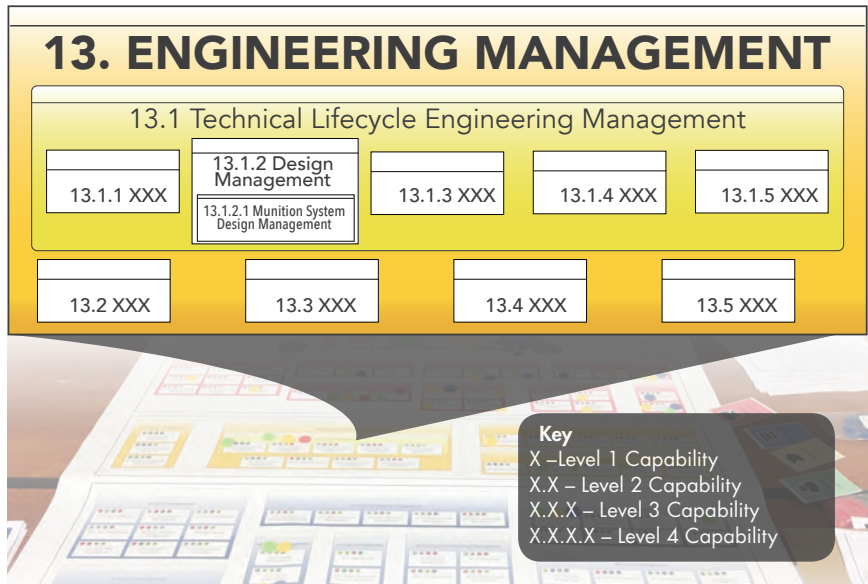 13. ENGINEERING MANAGEMENT
13.1 Technical Lifecycle Engineering Management
13.1.1 XXX
13.1.2 Design
Management
13.1.2.1 Munition System
Design Management
13.1.3 XXX
13.1.4 XXX
13.1.5 XXX
13.2 XXX
13.3 XXX
13.4 XXX
13.5 XXX
Key
X –Level 1 Capability
X.X – Level 2 Capability
X.X.X – Level 3 Capability
X.X.X.X – Level 4 Capability